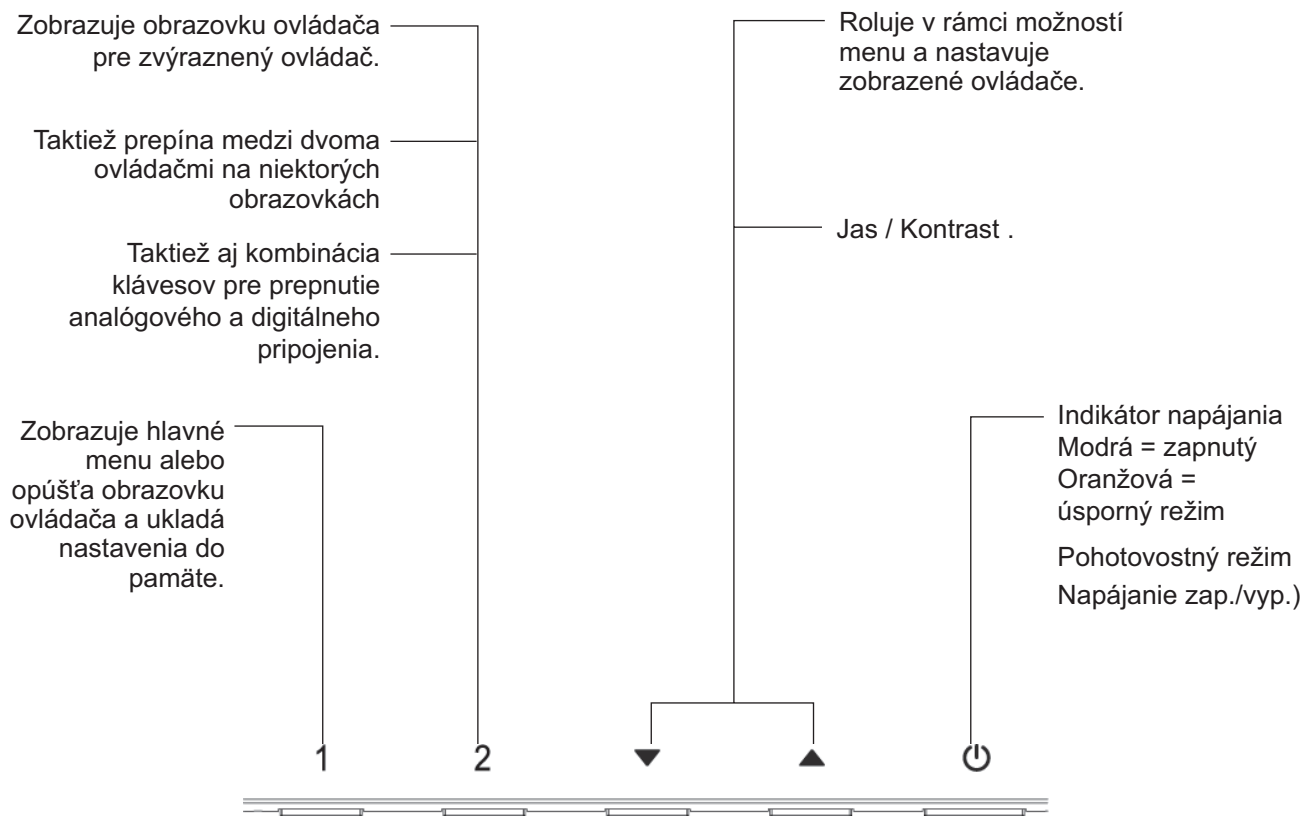 Zobrazuje obrazovku ovládača
pre zvýraznený ovládač.
Taktiež prepína medzi dvoma
ovládačmi na niektorých
obrazovkách
Taktiež aj kombinácia
klávesov pre prepnutie
analógového a digitálneho
pripojenia.
Zobrazuje hlavné
menu alebo
opúšťa obrazovku
ovládača a ukladá
nastavenia do
pamäte.
Roluje v rámci možností
menu a nastavuje
zobrazené ovládače.
Jas / Kontrast .
Indikátor napájania
Modrá = zapnutý
Oranžová =
úsporný režim
Pohotovostný režim
Napájanie zap./vyp.)
1 2 ▼ ▲ ⏻